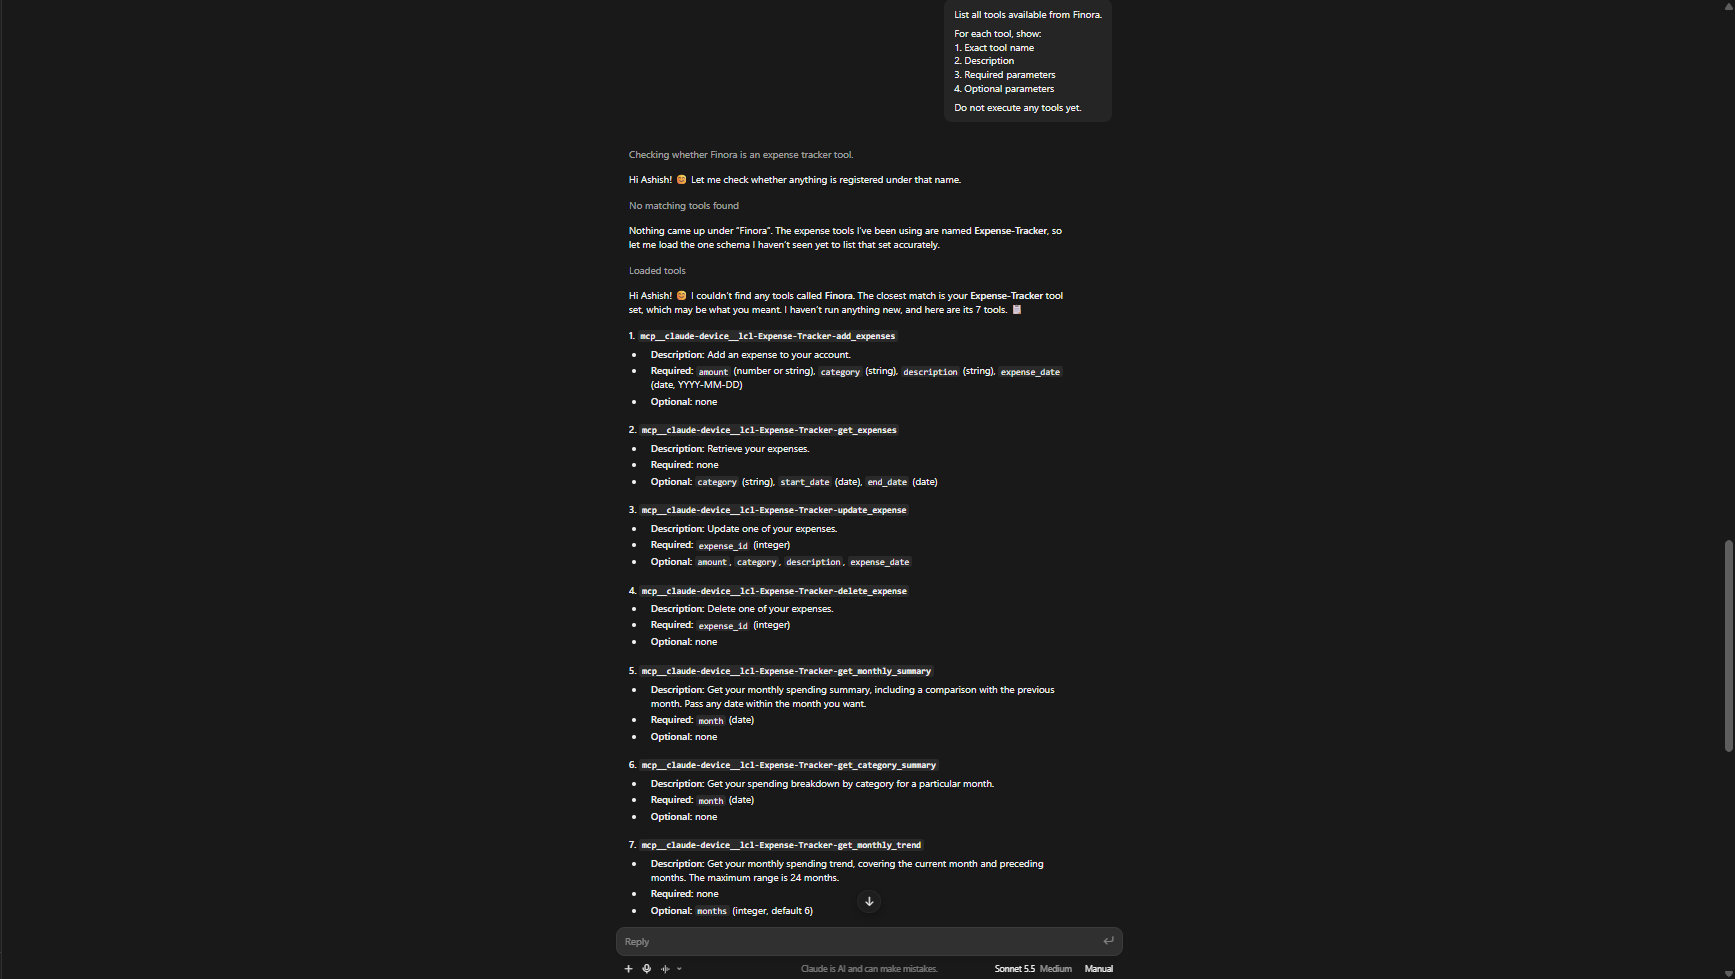 List all tools available from Finora.
For each tool, show:
1. Exact tool name
2. Description
3. Required parameters
4. Optional parameters
Do not execute any tools yet.
Checking whether Finora is an expense tracker tool.
Hi Ashish! 😊 Let me check whether anything is registered under that name.
No matching tools found
Nothing came up under “Finora”. The expense tools I’ve been using are named Expense-Tracker, so
let me load the one schema I haven’t seen yet to list that set accurately.
Loaded tools
Hi Ashish! 😊 I couldn’t find any tools called Finora. The closest match is your Expense-Tracker tool
set, which may be what you meant. I haven’t run anything new, and here are its 7 tools. 📋
1. mcp__claude-device__lcl-Expense-Tracker-add_expenses
• Description: Add an expense to your account.
• Required: amount (number or string), category (string), description (string), expense_date
(date, YYYY-MM-DD)
• Optional: none
2. mcp__claude-device__lcl-Expense-Tracker-get_expenses
• Description: Retrieve your expenses.
• Required: none
• Optional: category (string), start_date (date), end_date (date)
3. mcp__claude-device__lcl-Expense-Tracker-update_expense
• Description: Update one of your expenses.
• Required: expense_id (integer)
• Optional: amount, category, description, expense_date
4. mcp__claude-device__lcl-Expense-Tracker-delete_expense
• Description: Delete one of your expenses.
• Required: expense_id (integer)
• Optional: none
5. mcp__claude-device__lcl-Expense-Tracker-get_monthly_summary
• Description: Get your monthly spending summary, including a comparison with the previous
month. Pass any date within the month you want.
• Required: month (date)
• Optional: none
6. mcp__claude-device__lcl-Expense-Tracker-get_category_summary
• Description: Get your spending breakdown by category for a particular month.
• Required: month (date)
• Optional: none
7. mcp__claude-device__lcl-Expense-Tracker-get_monthly_trend
• Description: Get your monthly spending trend, covering the current month and preceding
months. The maximum range is 24 months.
• Required: none
• Optional: months (integer, default 6)
Reply
Claude is AI and can make mistakes.
Sonnet 5.5 Medium Manual